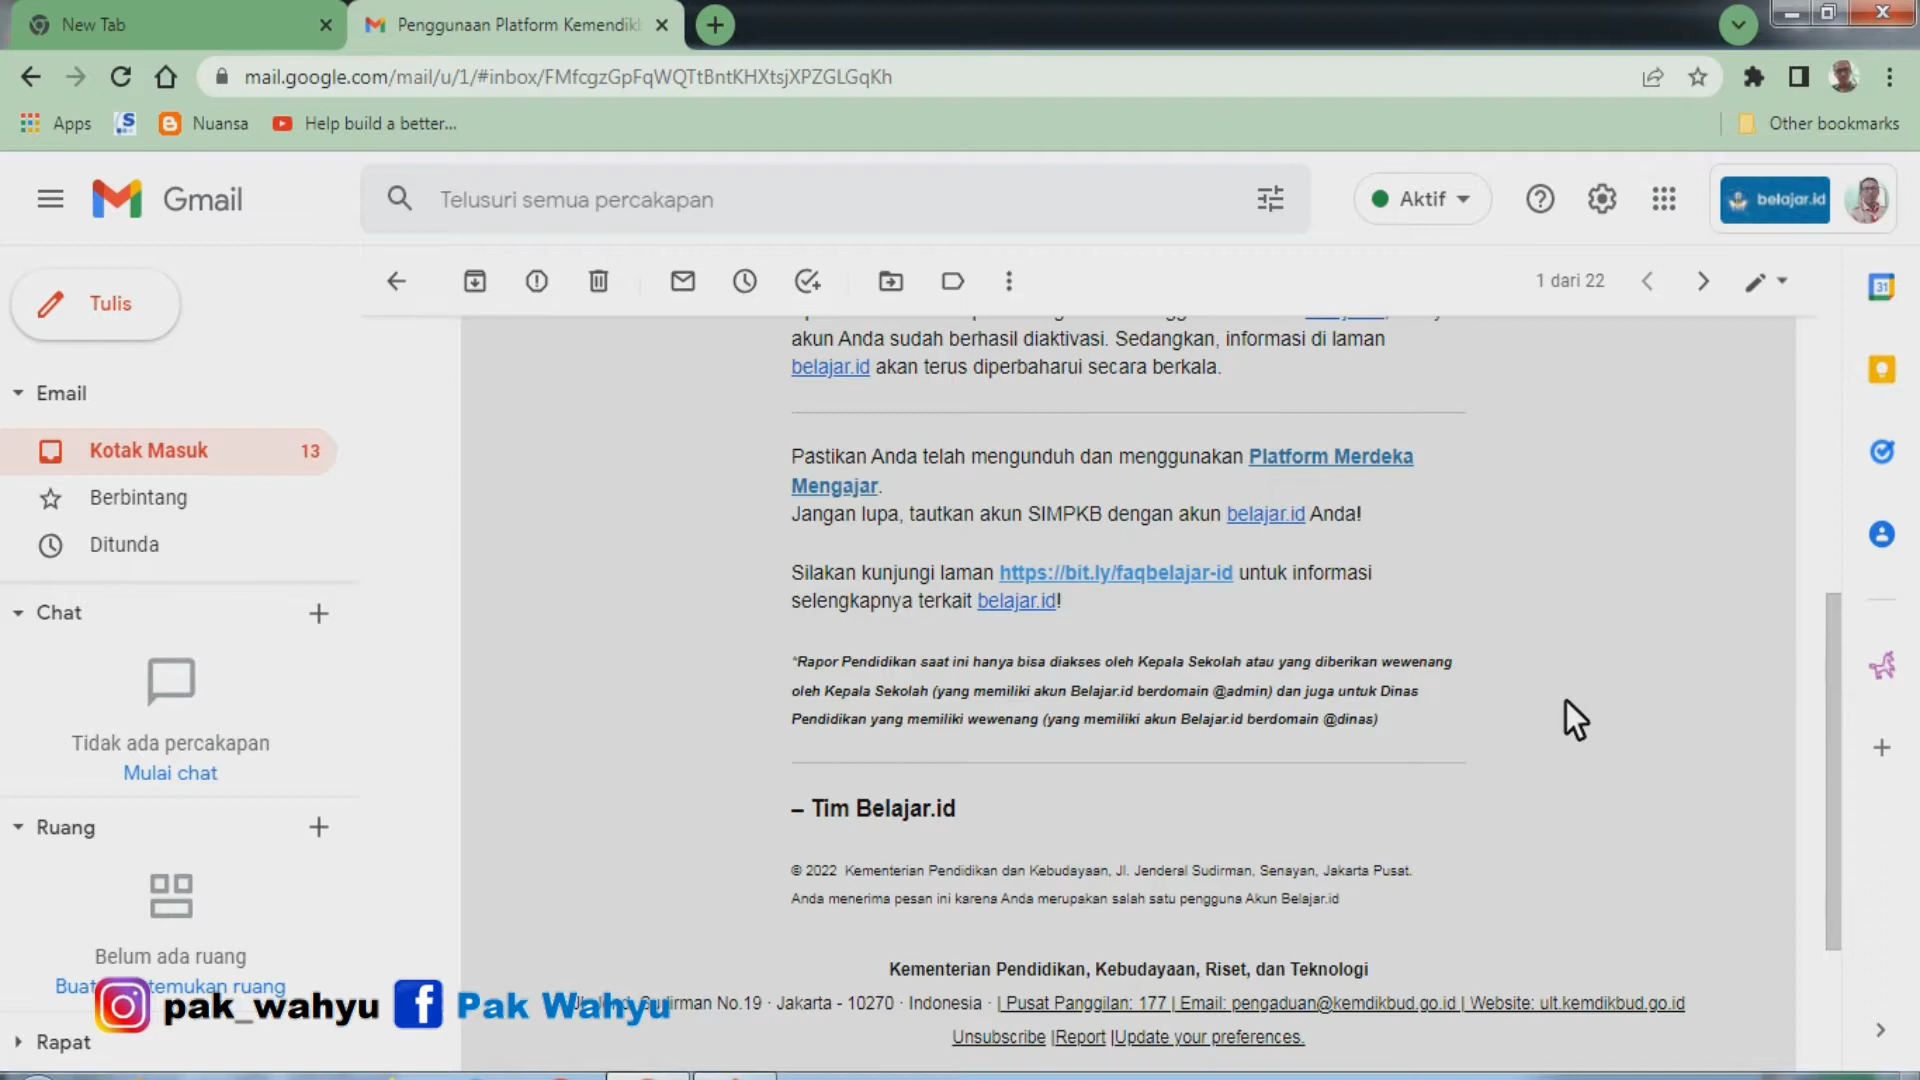 New Tab
Penggunaan Platform Kemendik
mail.google.com/mail/u/1/#inbox/FMfcgzGpFqWQTtBntKHXtsjXPZGLGqKh
Apps
Nuansa
Help build a better...
Other bookmarks
Gmail
Telusuri semua percakapan
Aktif
belajar.id
Tulis
1 dari 22
Email
Kotak Masuk 13
Berbintang
Ditunda
Chat
Tidak ada percakapan
Mulai chat
Ruang
Belum ada ruang
Rapat
akun Anda sudah berhasil diaktivasi. Sedangkan, informasi di laman
belajar.id akan terus diperbaharui secara berkala.
Pastikan Anda telah mengunduh dan menggunakan Platform Merdeka
Mengajar.
Jangan lupa, tautkan akun SIMPKB dengan akun belajar.id Anda!
Silakan kunjungi laman https://bit.ly/faqbelajar-id untuk informasi
selengkapnya terkait belajar.id!
*Rapor Pendidikan saat ini hanya bisa diakses oleh Kepala Sekolah atau yang diberikan wewenang
oleh Kepala Sekolah (yang memiliki akun Belajar.id berdomain @admin) dan juga untuk Dinas
Pendidikan yang memiliki wewenang (yang memiliki akun Belajar.id berdomain @dinas)
– Tim Belajar.id
© 2022 Kementerian Pendidikan dan Kebudayaan, Jl. Jenderal Sudirman, Senayan, Jakarta Pusat.
Anda menerima pesan ini karena Anda merupakan salah satu pengguna Akun Belajar.id
Kementerian Pendidikan, Kebudayaan, Riset, dan Teknologi
Sudirman No.19 · Jakarta - 10270 · Indonesia · | Pusat Panggilan: 177 | Email: pengaduan@kemdikbud.go.id | Website: ult.kemdikbud.go.id
Unsubscribe |Report |Update your preferences.
pak_wahyu
Pak Wahyu